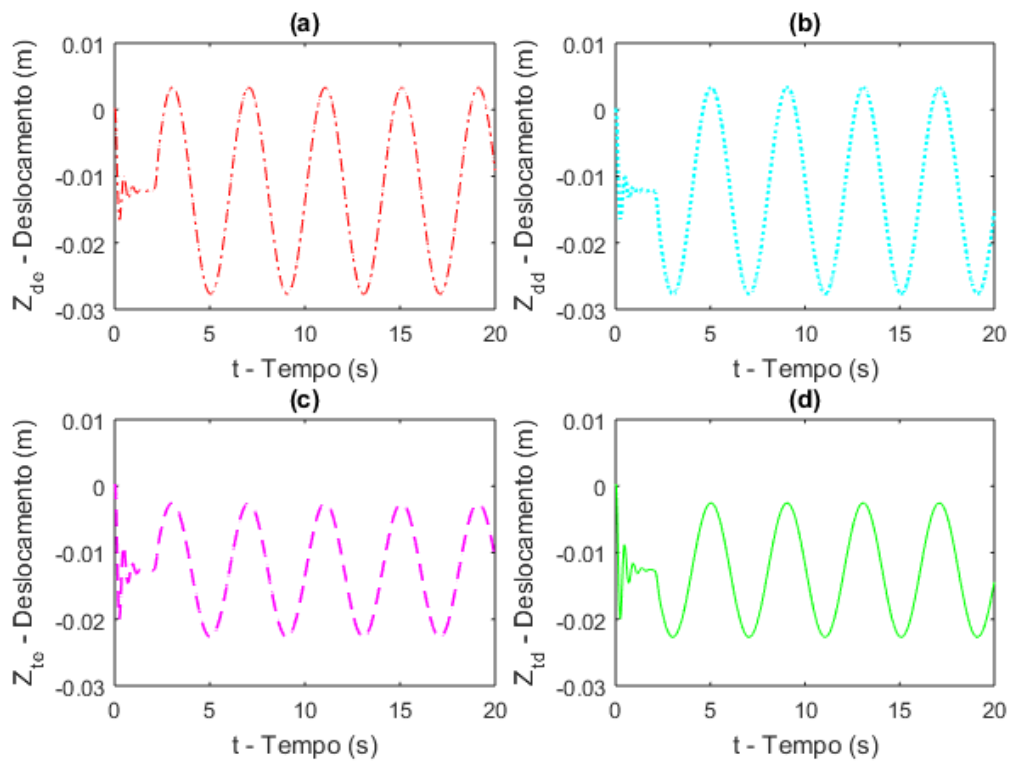 (a)
Z_de - Deslocamento (m)
0.01
0
-0.01
-0.02
-0.03
0 5 10 15 20
t - Tempo (s)
(b)
Z_dd - Deslocamento (m)
0.01
0
-0.01
-0.02
-0.03
0 5 10 15 20
t - Tempo (s)
(c)
Z_te - Deslocamento (m)
0.01
0
-0.01
-0.02
-0.03
0 5 10 15 20
t - Tempo (s)
(d)
Z_td - Deslocamento (m)
0.01
0
-0.01
-0.02
-0.03
0 5 10 15 20
t - Tempo (s)